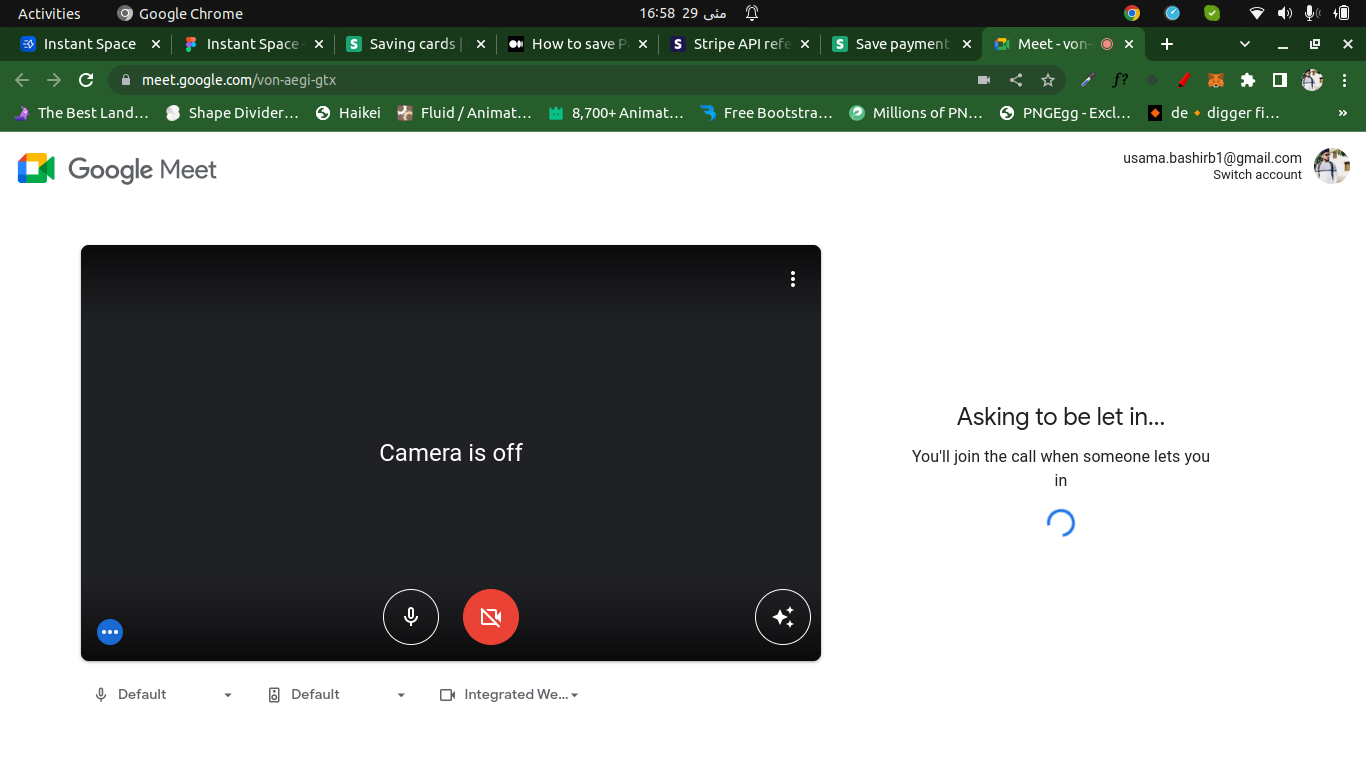 Activities Google Chrome 16:58 29 مئی
Instant Space Instant Space - Saving cards | How to save P Stripe API refe Save payment Meet - von-
meet.google.com/von-aegi-gtx f?
The Best Land... Shape Divider... Haikei Fluid / Animat... 8,700+ Animat... Free Bootstra... Millions of PN... PNGEgg - Excl... de🔸digger fi... »
Google Meet
usama.bashirb1@gmail.com
Switch account
Camera is off
Asking to be let in...
You'll join the call when someone lets you
in
Default Default Integrated We...